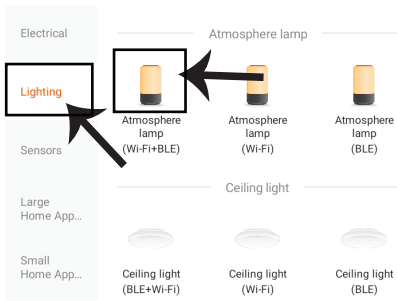 Electrical
Atmosphere lamp
Lighting
Atmosphere
lamp
(Wi-Fi+BLE)
Atmosphere
lamp
(Wi-Fi)
Atmosphere
lamp
(BLE)
Sensors
Ceiling light
Large
Home App...
Small
Home App...
Ceiling light
(BLE+Wi-Fi)
Ceiling light
(Wi-Fi)
Ceiling light
(BLE)